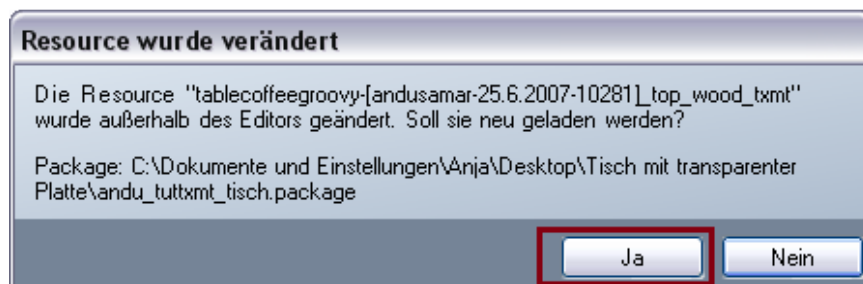 Resource wurde verändert
Die Resource "tablecoffeegroovy-[andusamar-25.6.2007-10281]_top_wood_txmt"
wurde außerhalb des Editors geändert. Soll sie neu geladen werden?
Package: C:\Dokumente und Einstellungen\Anja\Desktop\Tisch mit transparenter
Platte\andu_tuttxmt_tisch.package
Ja
Nein